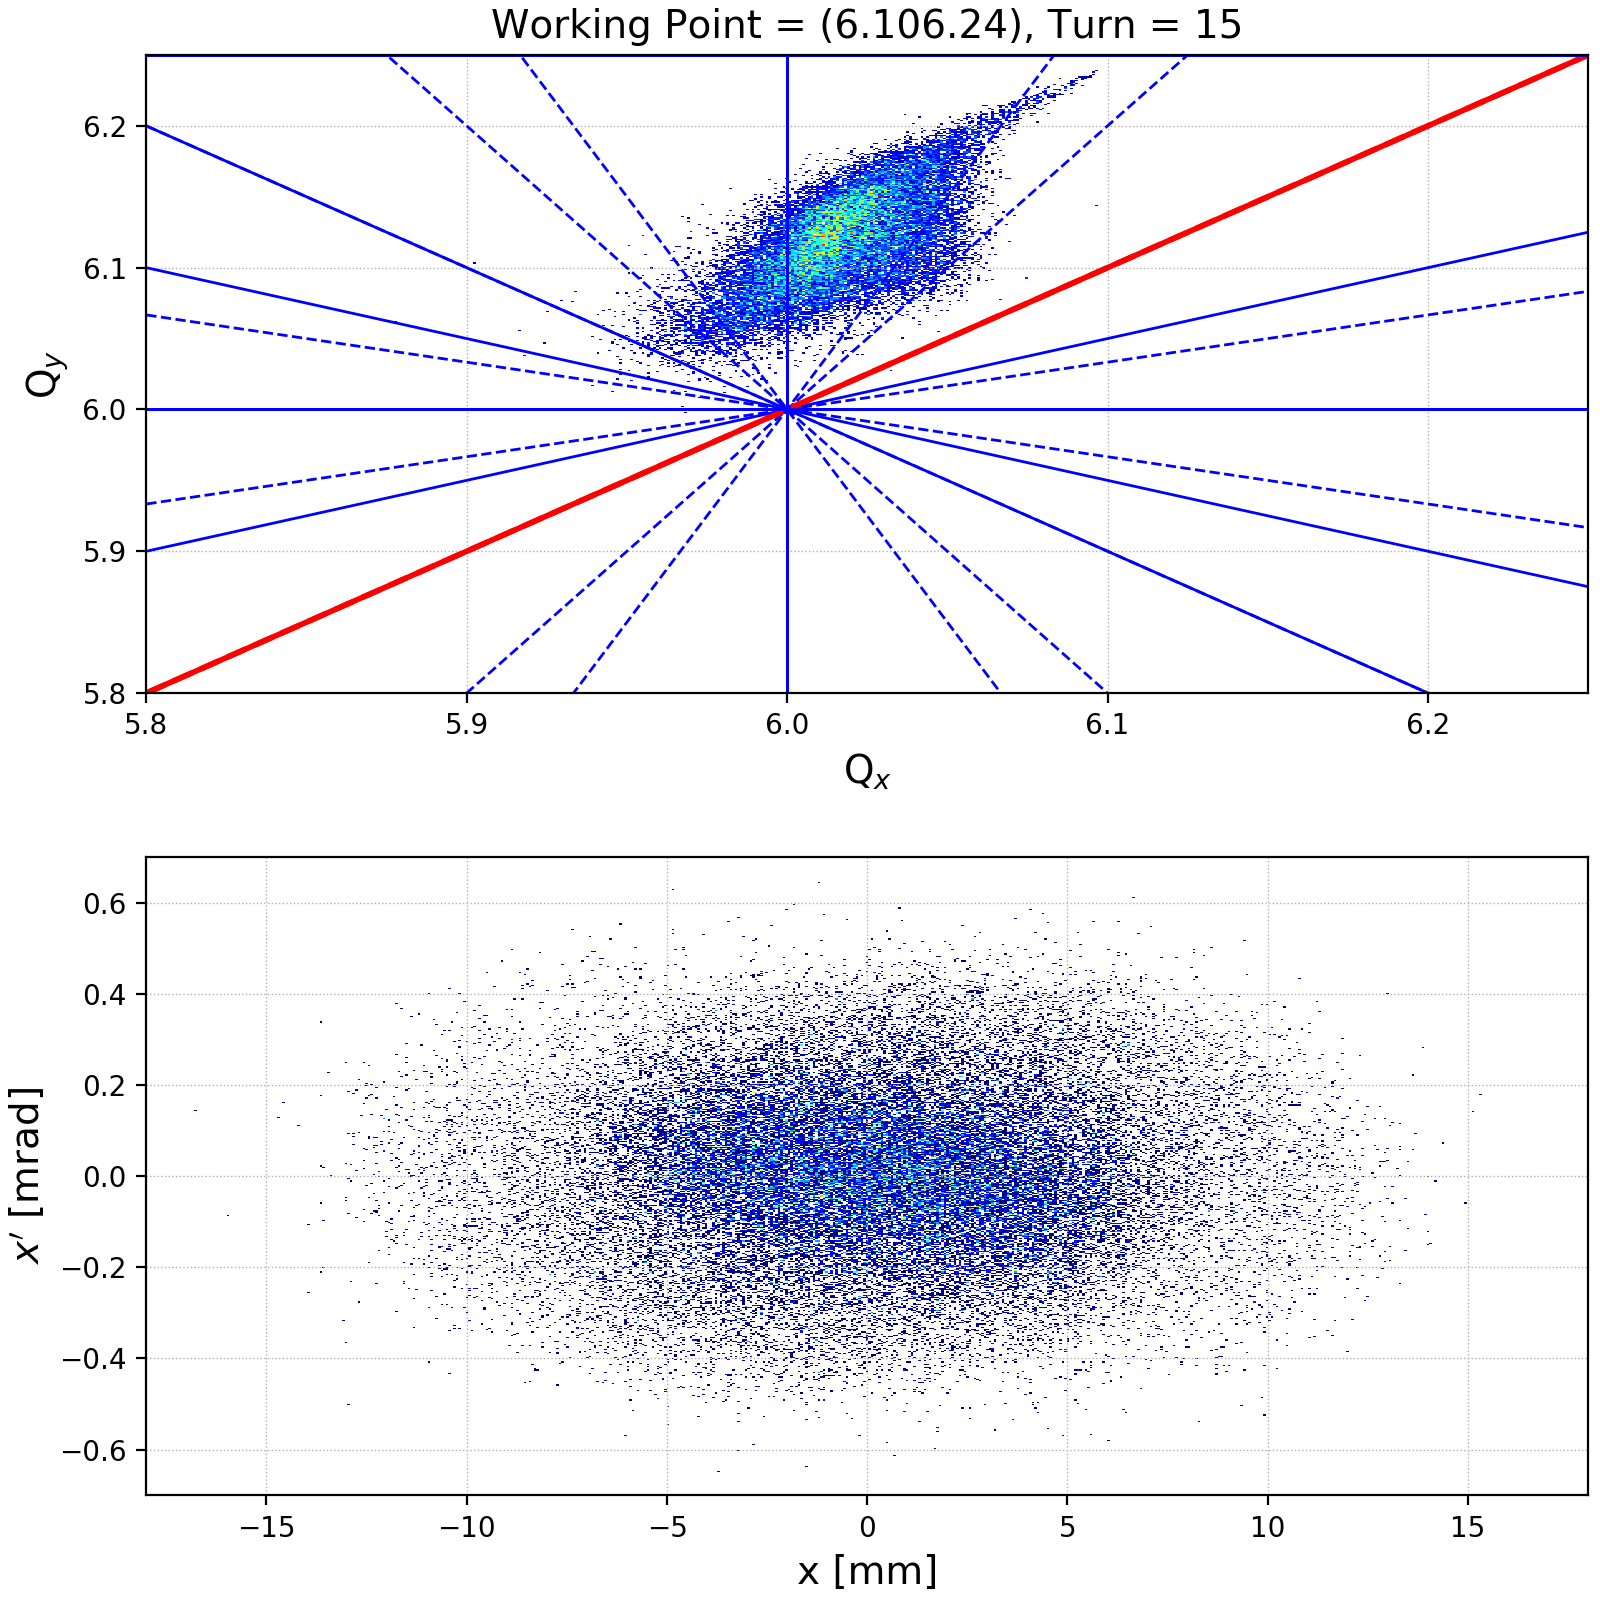 Working Point = (6.106.24), Turn = 15
6.2
6.1
6.0
5.9
5.8
Q_y
5.8 5.9 6.0 6.1 6.2
Q_x
0.6
0.4
0.2
0.0
−0.2
−0.4
−0.6
x′ [mrad]
−15 −10 −5 0 5 10 15
x [mm]